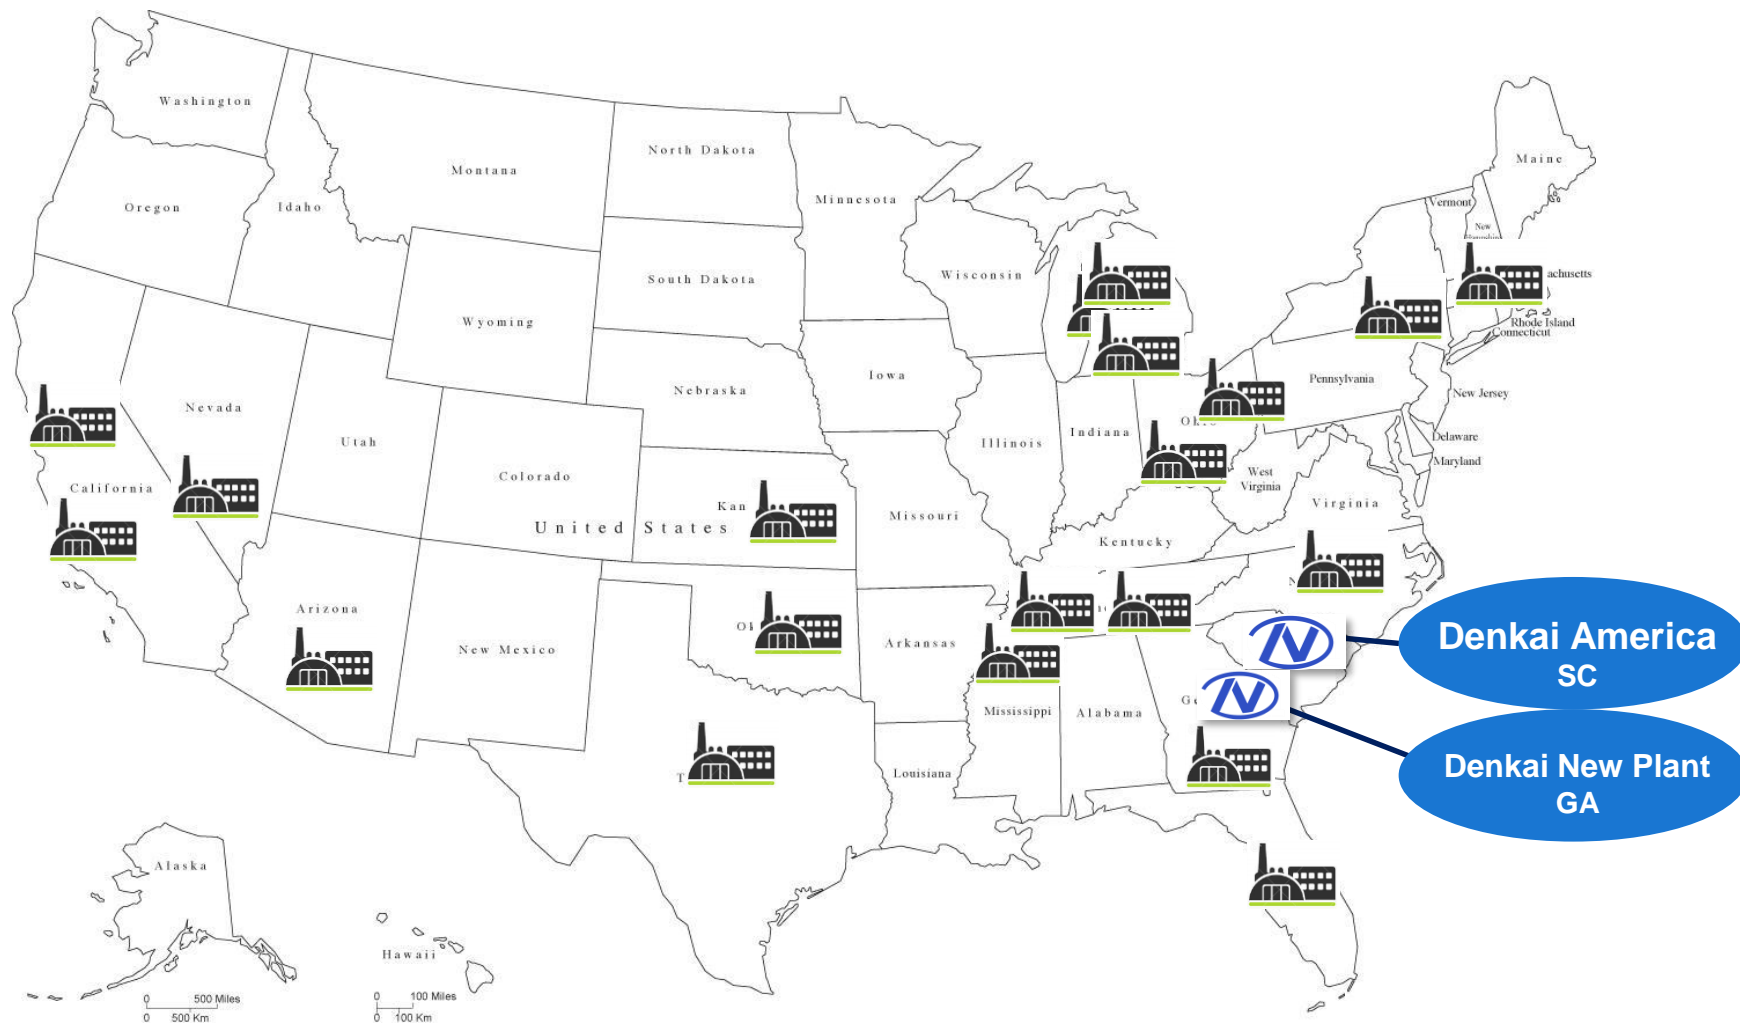 Washington
Montana
North Dakota
Minnesota
Maine
Oregon
Idaho
Vermont
New
South Dakota
Wisconsin
achusetts
Wyoming
Rhode Island
Connecticut
Nebraska
Iowa
Pennsylvania
New Jersey
Nevada
Utah
Illinois
Indiana
Delaware
Maryland
California
Colorado
Kan
West
Virginia
Virginia
United States
Missouri
Kentucky
Arizona
New Mexico
Arkansas
Denkai America
SC
Mississippi
Alabama
Louisiana
Denkai New Plant
GA
Alaska
Hawaii
0 500 Miles
0 500 Km
0 100 Miles
0 100 Km